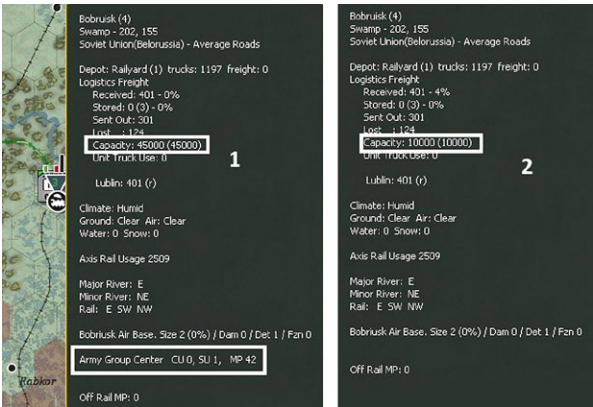 Bobruisk (4)
Swamp - 202, 155
Soviet Union(Belorussia) - Average Roads
Depot: Railyard (1) trucks: 1197 freight: 0
Logistics Freight
Received: 401 - 0%
Stored: 0 (3) - 0%
Sent Out: 301
Lost : 124
Capacity: 45000 (45000)
Unit Truck Use: 0
1
Lublin: 401 (r)
Climate: Humid
Ground: Clear Air: Clear
Water: 0 Snow: 0
Axis Rail Usage 2509
Major River: E
Minor River: NE
Rail: E SW NW
Bobriusk Air Base. Size 2 (0%) / Dam 0 / Det 1 / Fzn 0
Army Group Center CU 0, SU 1, MP 42
Off Rail MP: 0
Rabkor
Bobruisk (4)
Swamp - 202, 155
Soviet Union(Belorussia) - Average Roads
Depot: Railyard (1) trucks: 1197 freight: 0
Logistics Freight
Received: 401 - 4%
Stored: 0 (3) - 0%
Sent Out: 301
Lost : 124
Capacity: 10000 (10000)
Unit Truck Use: 0
2
Lublin: 401 (r)
Climate: Humid
Ground: Clear Air: Clear
Water: 0 Snow: 0
Axis Rail Usage 2509
Major River: E
Minor River: NE
Rail: E SW NW
Bobriusk Air Base. Size 2 (0%) / Dam 0 / Det 1 / Fzn 0
Off Rail MP: 0